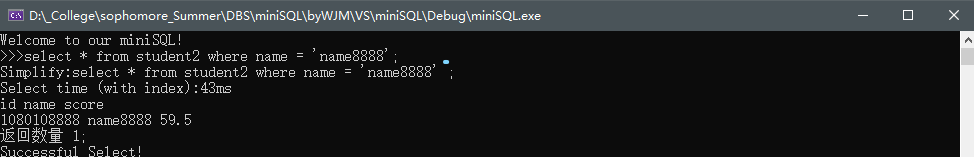 D:\_College\sophomore_Summer\DBS\miniSQL\byWJM\VS\miniSQL\Debug\miniSQL.exe
Welcome to our miniSQL!
>>>select * from student2 where name = 'name8888';
Simplify:select * from student2 where name = 'name8888' ;
Select time (with index):43ms
id name score
1080108888 name8888 59.5
返回数量 1;
Successful Select!